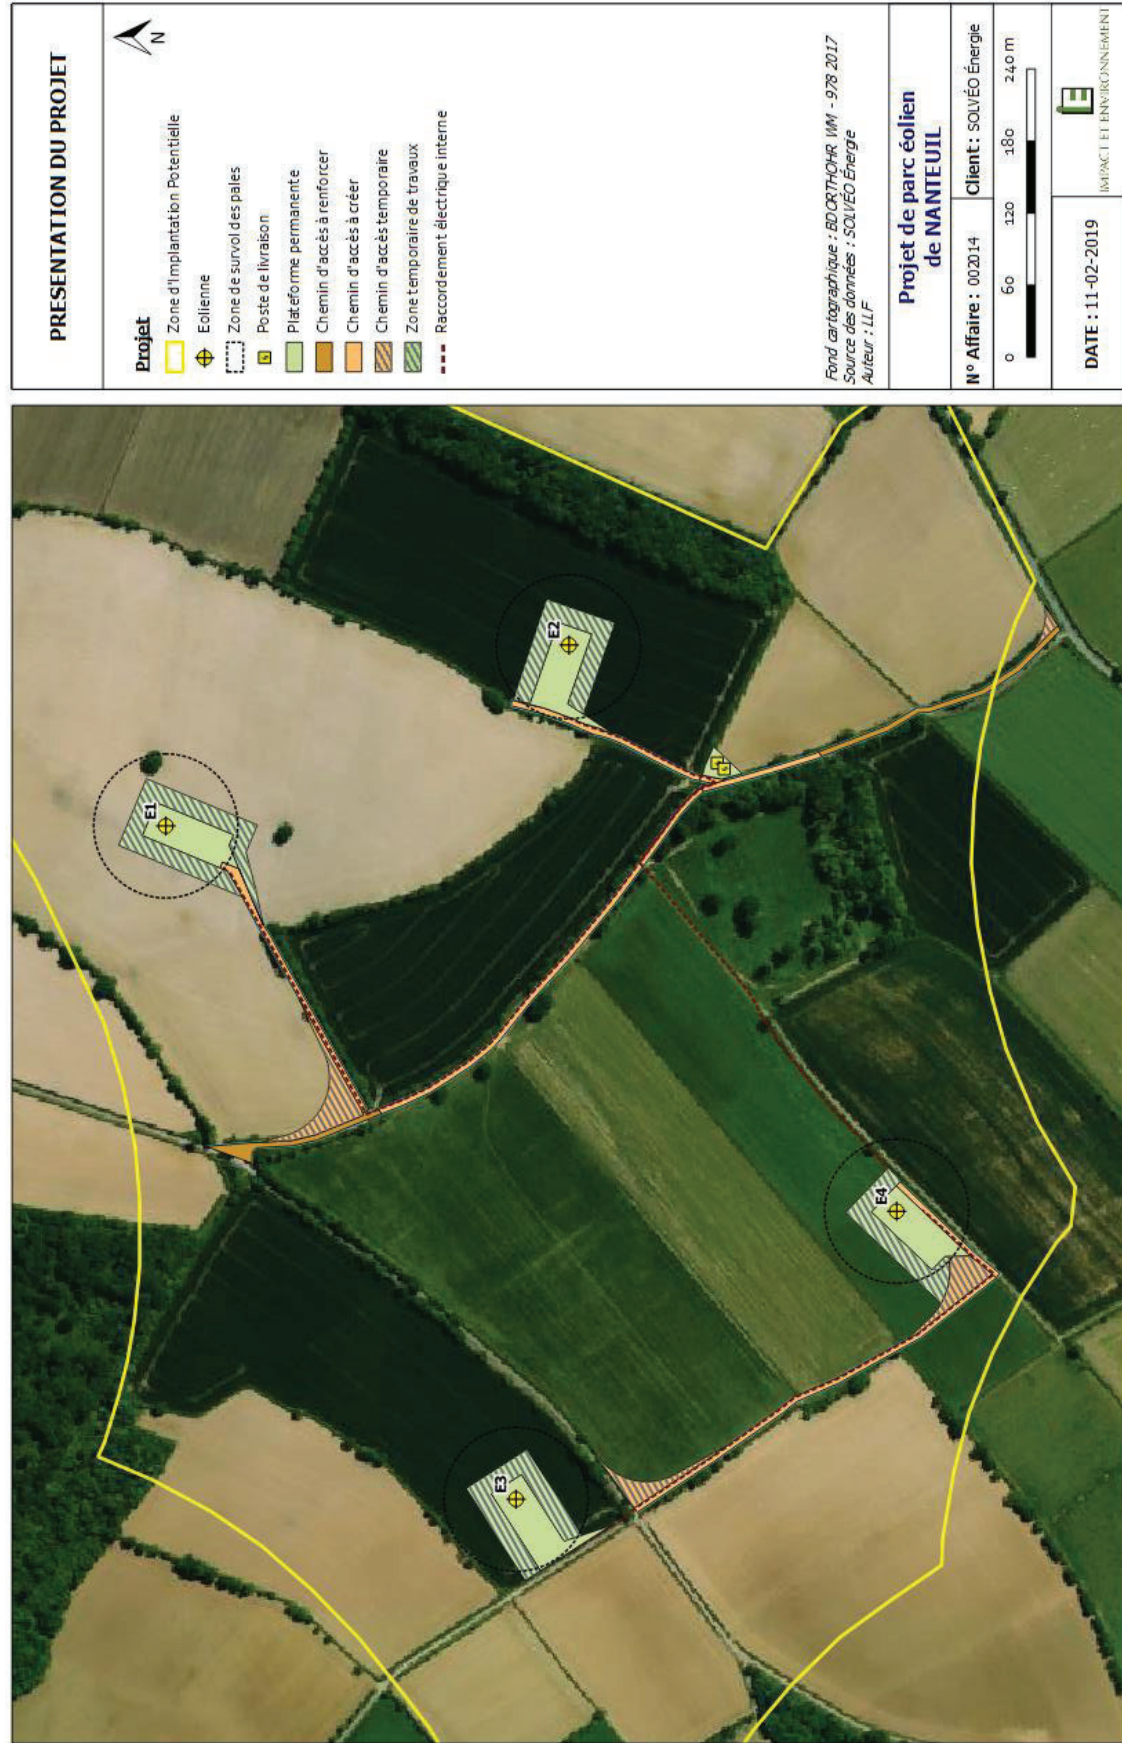 PRESENTATION DU PROJET
N
Projet
Zone d'Implantation Potentielle
Eolienne
Zone de survol des pales
Poste de livraison
Plateforme permanente
Chemin d'accès à renforcer
Chemin d'accès à créer
Chemin d'accès temporaire
Zone temporaire de travaux
Raccordement électrique interne
Fond cartographique : BD ORTHOHR WM - 978 2017
Source des données : SOLVÉO Énergie
Auteur : LLF
Projet de parc éolien
de NANTEUIL
N° Affaire : 002014
Client : SOLVÉO Énergie
0 60 120 180 240 m
DATE : 11-02-2019
IE
IMPACT ET ENVIRONNEMENT
E1
E2
E3
E4